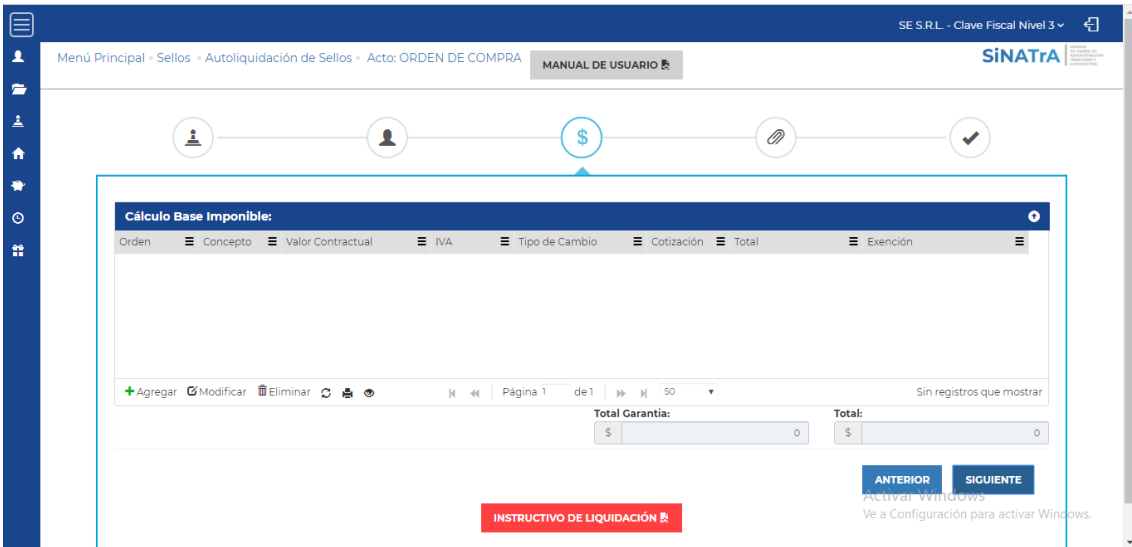 SE S.R.L. - Clave Fiscal Nivel 3
Menú Principal Sellos Autoliquidación de Sellos Acto: ORDEN DE COMPRA
MANUAL DE USUARIO
SiNATrA
$
Cálculo Base Imponible:
Orden Concepto Valor Contractual IVA Tipo de Cambio Cotización Total Exención
Agregar Modificar Eliminar Página 1 de 1 50 Sin registros que mostrar
Total Garantia: Total:
$ 0 $ 0
ANTERIOR SIGUIENTE
Activar Windows
INSTRUCTIVO DE LIQUIDACIÓN
Ve a Configuración para activar Windows.